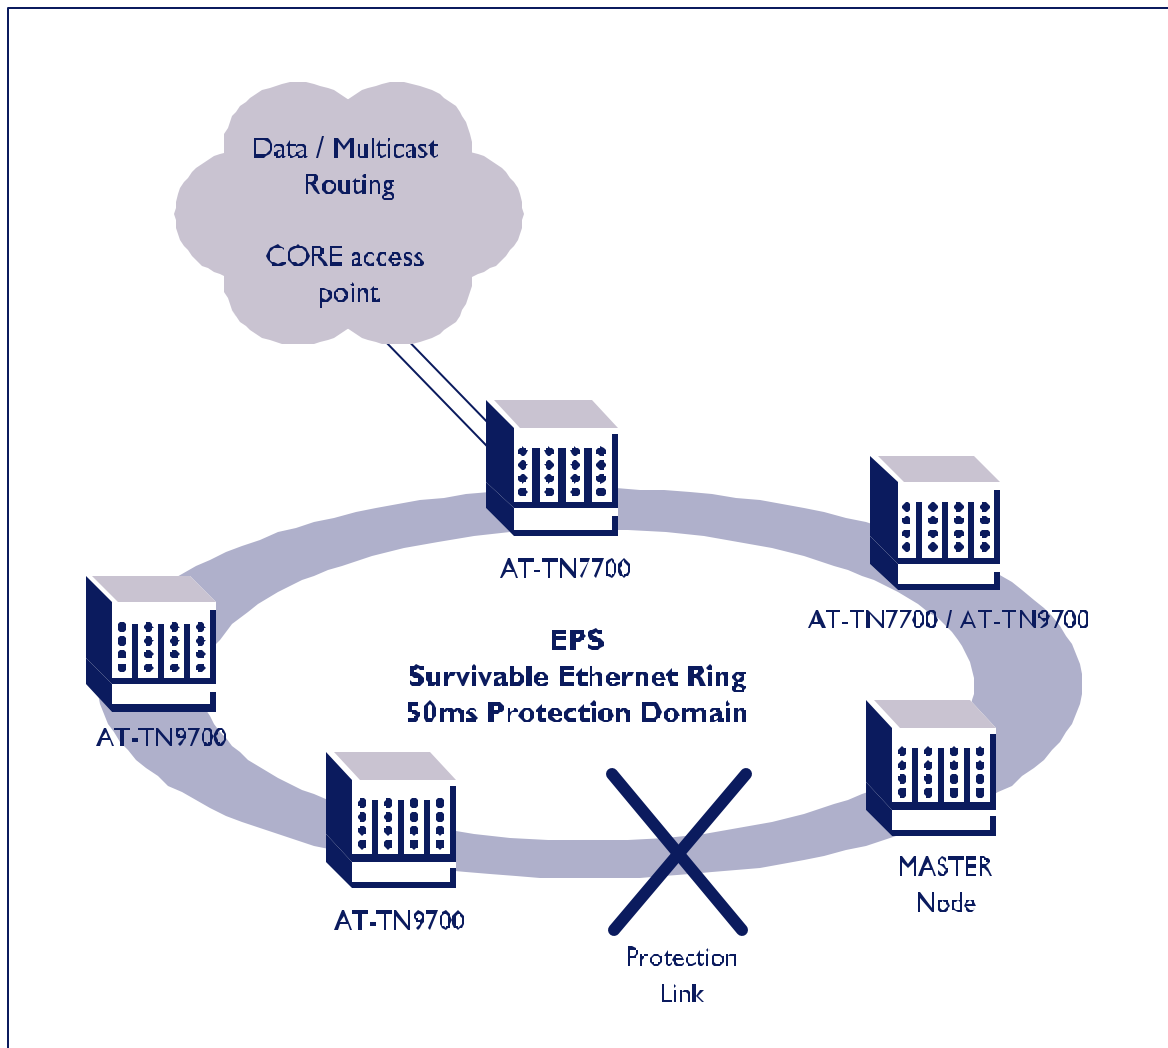 Data / Multicast
Routing
CORE access
point
AT-TN7700
AT-TN7700 / AT-TN9700
EPS
Survivable Ethernet Ring
50ms Protection Domain
AT-TN9700
AT-TN9700
MASTER
Node
Protection
Link